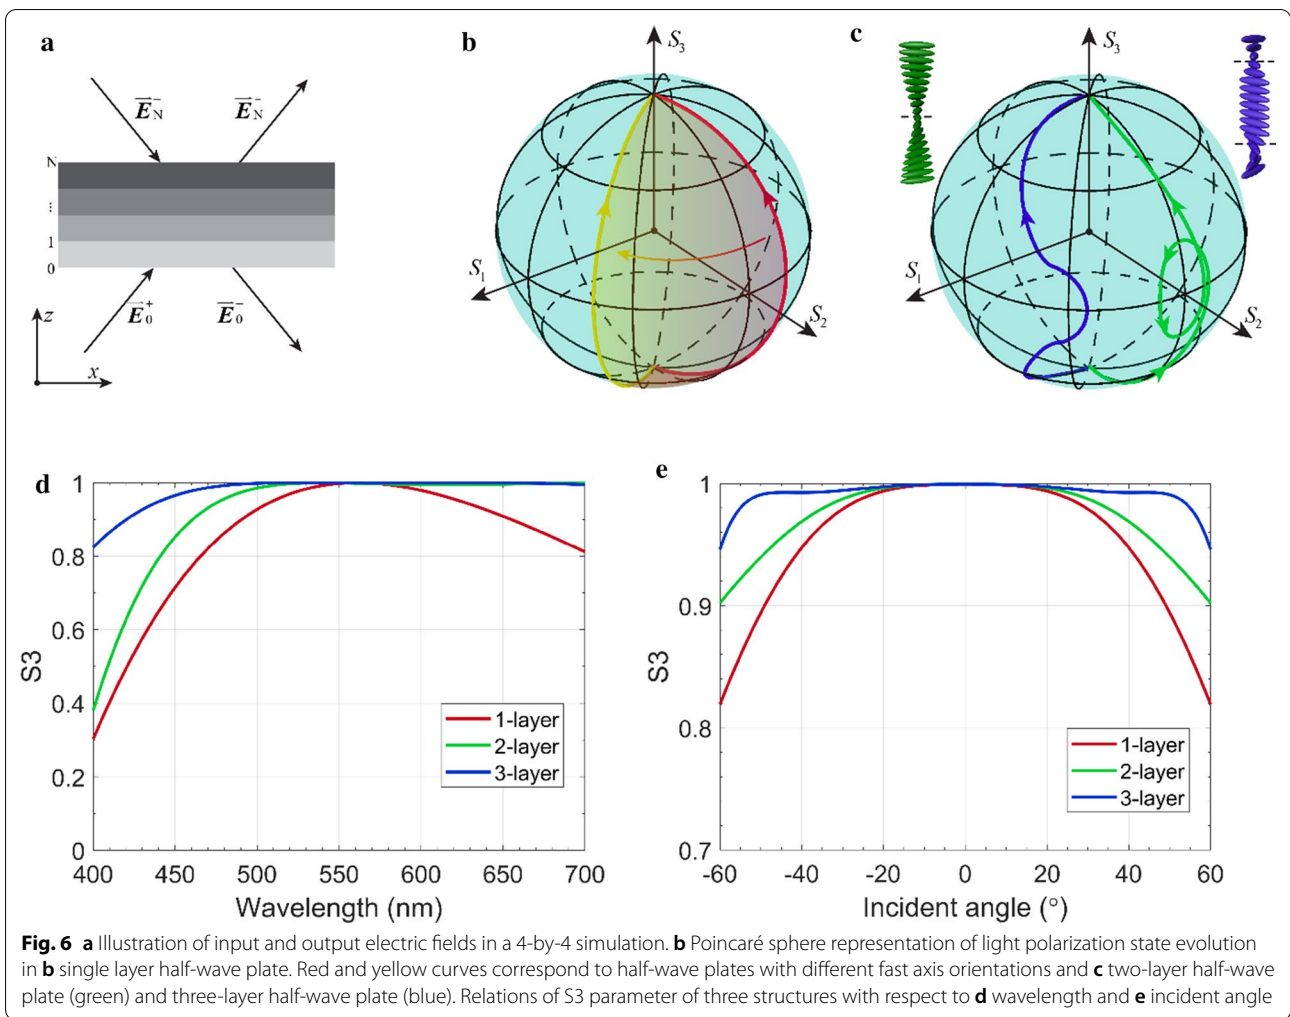 a
E⃗⁻_N
E⃗⁻_N
N
⋮
1
0
E⃗⁺_0
E⃗⁻_0
z
x
b
S₃
S₁
S₂
c
S₃
S₁
S₂
d
S3
1
0.8
0.6
0.4
0.2
0
400 450 500 550 600 650 700
Wavelength (nm)
1-layer
2-layer
3-layer
e
S3
1
0.9
0.8
0.7
-60 -40 -20 0 20 40 60
Incident angle (°)
1-layer
2-layer
3-layer
Fig. 6 a Illustration of input and output electric fields in a 4-by-4 simulation. b Poincaré sphere representation of light polarization state evolution
in b single layer half-wave plate. Red and yellow curves correspond to half-wave plates with different fast axis orientations and c two-layer half-wave
plate (green) and three-layer half-wave plate (blue). Relations of S3 parameter of three structures with respect to d wavelength and e incident angle